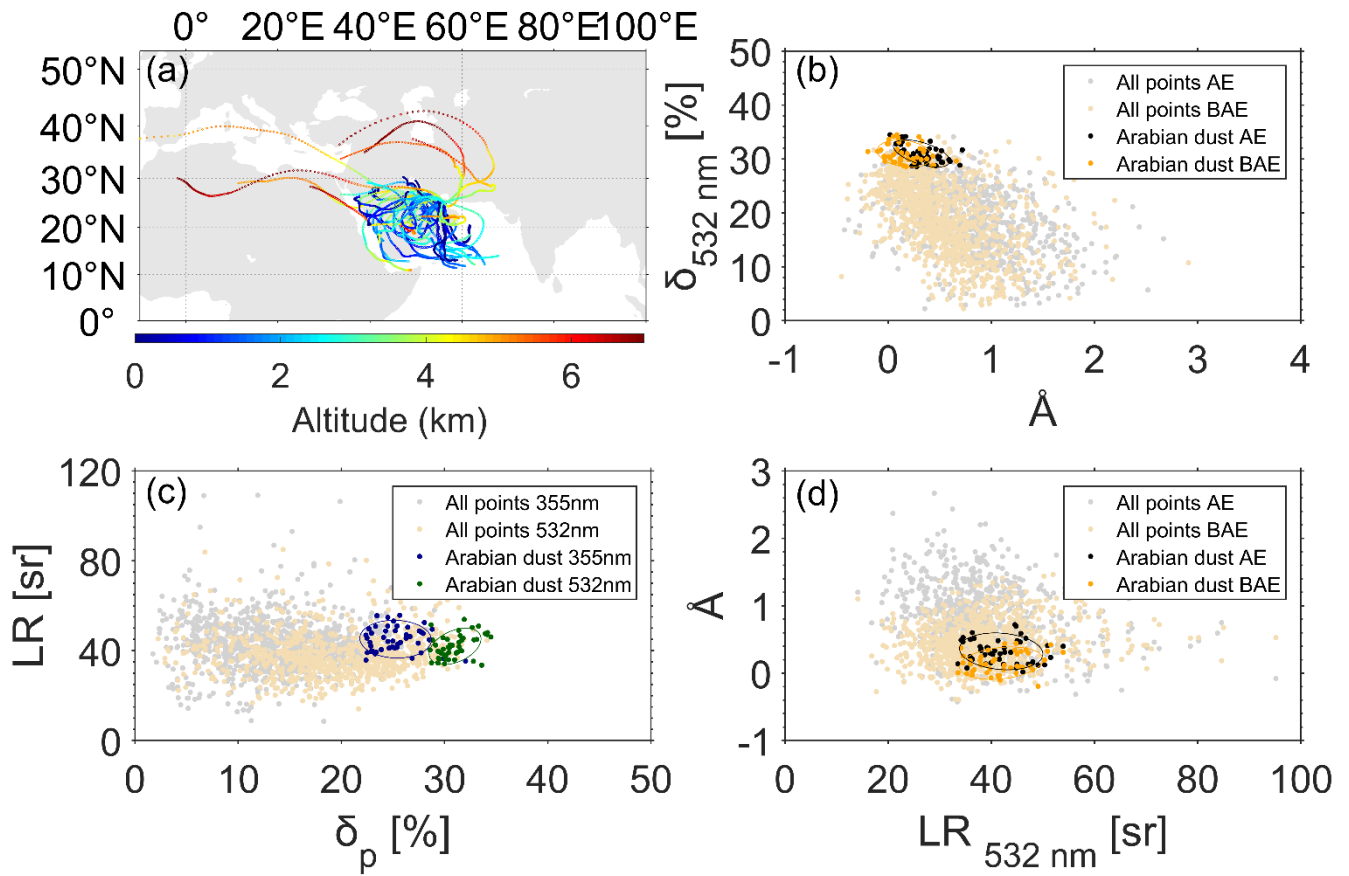 0° 20°E 40°E 60°E 80°E 100°E
(a)
50°N
40°N
30°N
20°N
10°N
0°
0 2 4 6
Altitude (km)
(b)
All points AE
All points BAE
Arabian dust AE
Arabian dust BAE
δ532 nm [%]
50
40
30
20
10
0
-1 0 1 2 3 4
Å
(c)
All points 355nm
All points 532nm
Arabian dust 355nm
Arabian dust 532nm
LR [sr]
120
80
40
0
0 10 20 30 40 50
δp [%]
(d)
All points AE
All points BAE
Arabian dust AE
Arabian dust BAE
Å
3
2
1
0
-1
0 20 40 60 80 100
LR 532 nm [sr]